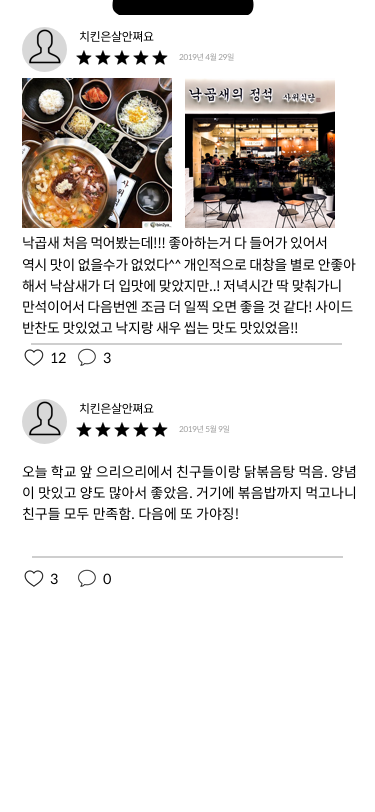 치킨은살안쪄요
2019년 4월 29일
낙곱새의 정석 사위식당
사위식
낙곱새 처음 먹어봤는데!!! 좋아하는거 다 들어가 있어서
역시 맛이 없을수가 없었다^^ 개인적으로 대창을 별로 안좋아
해서 낙삼새가 더 입맛에 맞았지만..! 저녁시간 딱 맞춰가니
만석이어서 다음번엔 조금 더 일찍 오면 좋을 것 같다! 사이드
반찬도 맛있었고 낙지랑 새우 씹는 맛도 맛있었음!!
12 3
치킨은살안쪄요
2019년 5월 9일
오늘 학교 앞 으리으리에서 친구들이랑 닭볶음탕 먹음. 양념
이 맛있고 양도 많아서 좋았음. 거기에 볶음밥까지 먹고나니
친구들 모두 만족함. 다음에 또 가야징!
3 0